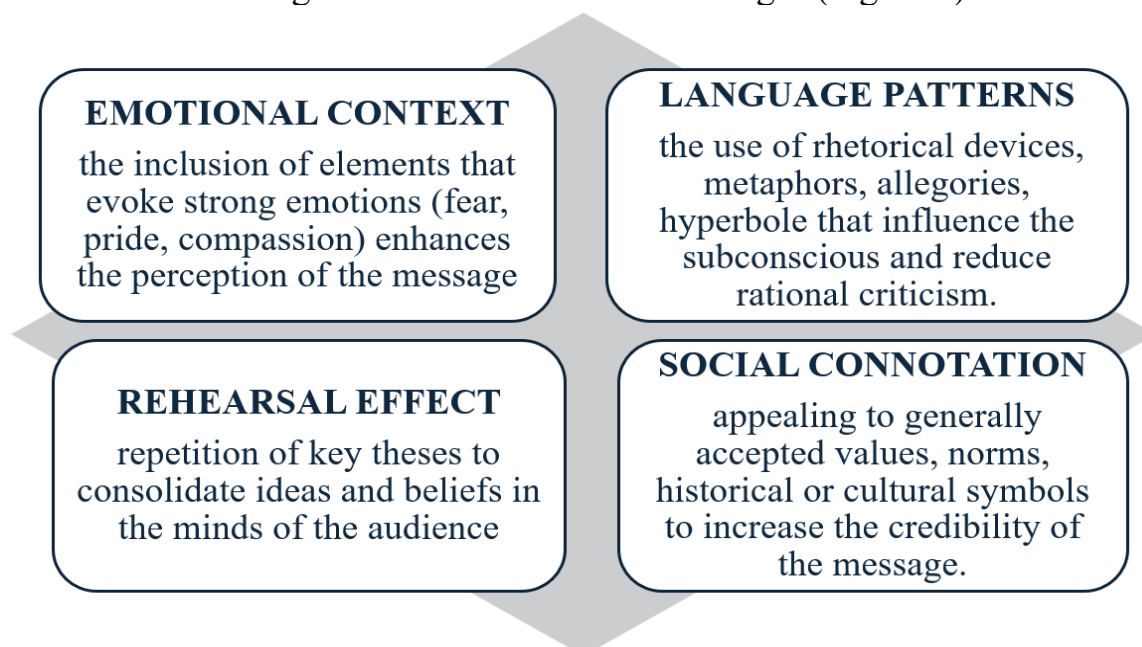 EMOTIONAL CONTEXT
the inclusion of elements that
evoke strong emotions (fear,
pride, compassion) enhances
the perception of the message
LANGUAGE PATTERNS
the use of rhetorical devices,
metaphors, allegories,
hyperbole that influence the
subconscious and reduce
rational criticism.
REHEARSAL EFFECT
repetition of key theses to
consolidate ideas and beliefs in
the minds of the audience
SOCIAL CONNOTATION
appealing to generally
accepted values, norms,
historical or cultural symbols
to increase the credibility of
the message.